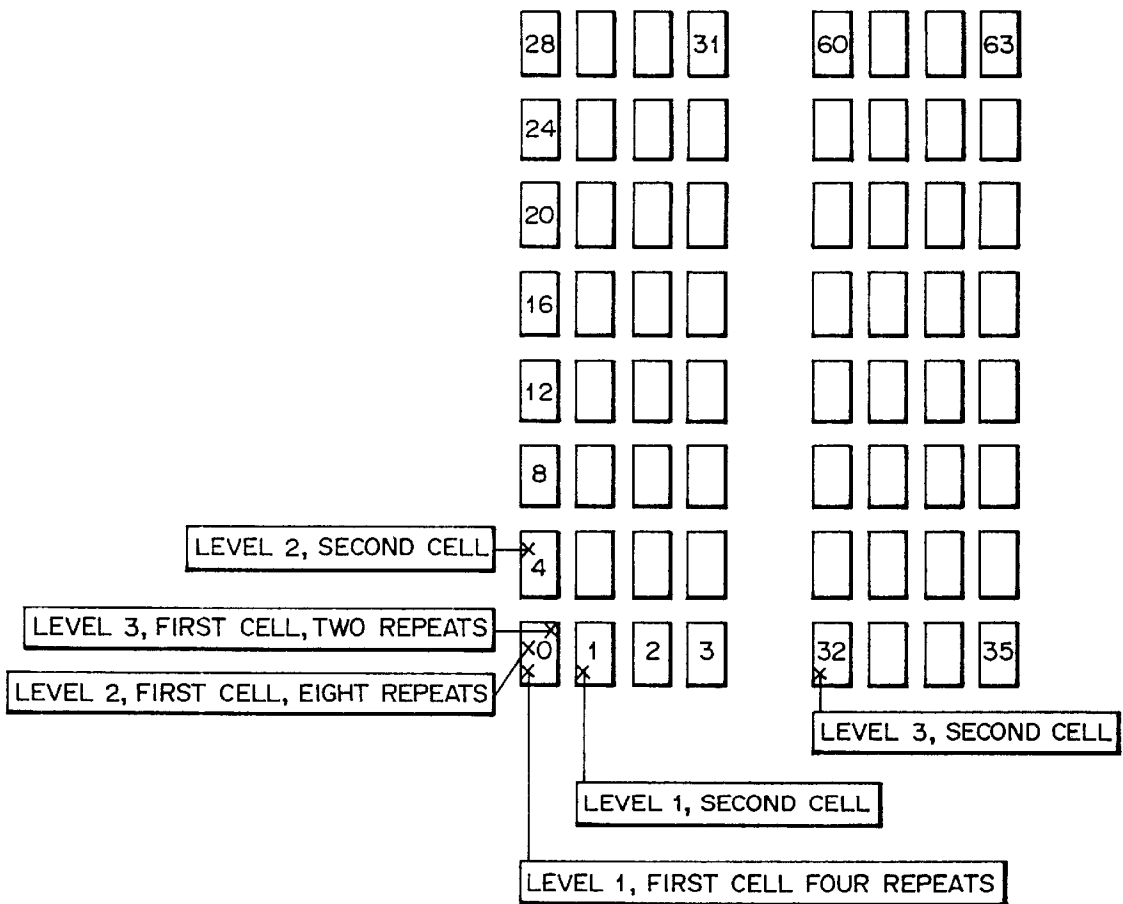 28 31 60 63
24
20
16
12
8
LEVEL 2, SECOND CELL
4
LEVEL 3, FIRST CELL, TWO REPEATS
0 1 2 3 32 35
LEVEL 2, FIRST CELL, EIGHT REPEATS
LEVEL 3, SECOND CELL
LEVEL 1, SECOND CELL
LEVEL 1, FIRST CELL FOUR REPEATS